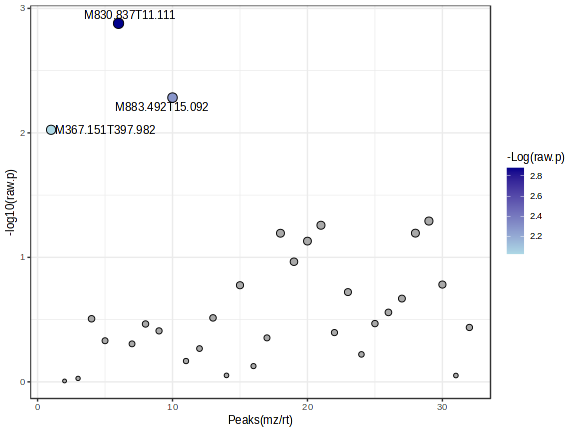 3
2
1
0
-log10(raw.p)
M830.837T11.111
M883.492T15.092
M367.151T397.982
0
10
20
30
Peaks(mz/rt)
-Log(raw.p)
2.8
2.6
2.4
2.2